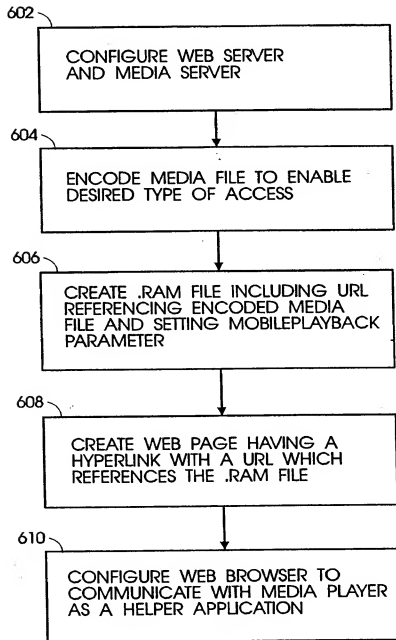 602
CONFIGURE WEB SERVER
AND MEDIA SERVER
604
ENCODE MEDIA FILE TO ENABLE
DESIRED TYPE OF ACCESS
606
CREATE .RAM FILE INCLUDING URL
REFERENCING ENCODED MEDIA
FILE AND SETTING MOBILEPLAYBACK
PARAMETER
608
CREATE WEB PAGE HAVING A
HYPERLINK WITH A URL WHICH
REFERENCES THE .RAM FILE
610
CONFIGURE WEB BROWSER TO
COMMUNICATE WITH MEDIA PLAYER
AS A HELPER APPLICATION